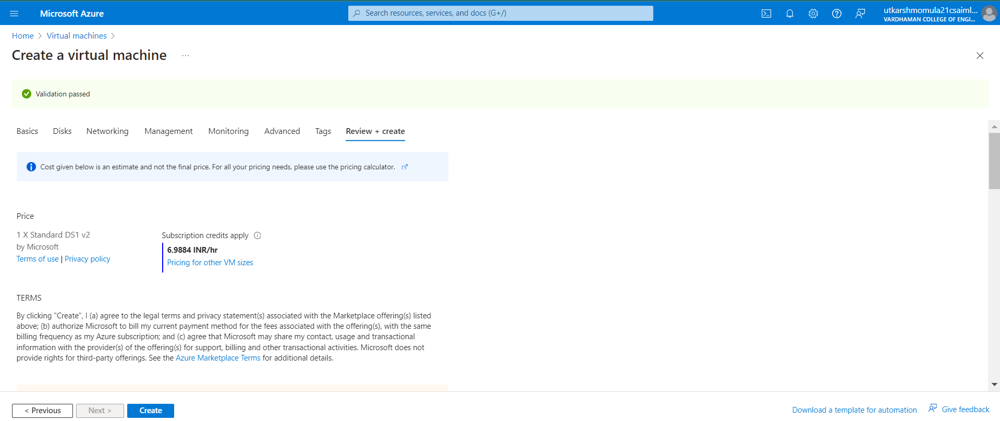 Microsoft Azure
Search resources, services, and docs (G+/)
utkarshmomula21csaiml...
VARDHAMAN COLLEGE OF ENGI...
Home > Virtual machines >
Create a virtual machine ...
Validation passed
Basics Disks Networking Management Monitoring Advanced Tags Review + create
Cost given below is an estimate and not the final price. For all your pricing needs, please use the pricing calculator.
Price
1 X Standard DS1 v2
by Microsoft
Terms of use | Privacy policy
Subscription credits apply
6.9884 INR/hr
Pricing for other VM sizes
TERMS
By clicking "Create", I (a) agree to the legal terms and privacy statement(s) associated with the Marketplace offering(s) listed
above; (b) authorize Microsoft to bill my current payment method for the fees associated with the offering(s), with the same
billing frequency as my Azure subscription; and (c) agree that Microsoft may share my contact, usage and transactional
information with the provider(s) of the offering(s) for support, billing and other transactional activities. Microsoft does not
provide rights for third-party offerings. See the Azure Marketplace Terms for additional details.
< Previous Next > Create
Download a template for automation Give feedback